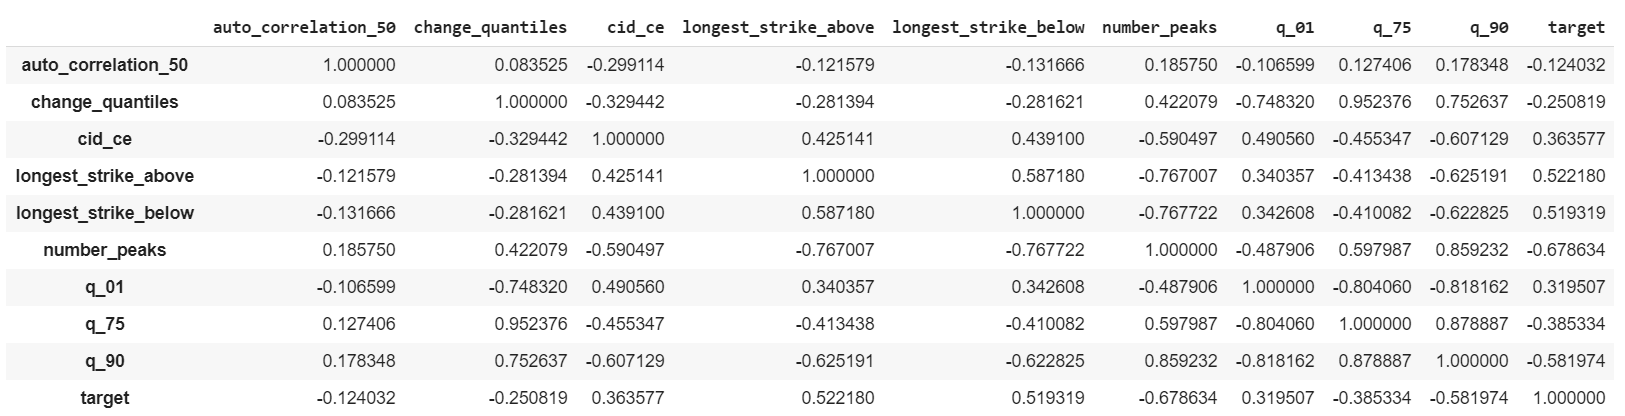 auto_correlation_50 change_quantiles cid_ce longest_strike_above longest_strike_below number_peaks q_01 q_75 q_90 target
auto_correlation_50 1.000000 0.083525 -0.299114 -0.121579 -0.131666 0.185750 -0.106599 0.127406 0.178348 -0.124032
change_quantiles 0.083525 1.000000 -0.329442 -0.281394 -0.281621 0.422079 -0.748320 0.952376 0.752637 -0.250819
cid_ce -0.299114 -0.329442 1.000000 0.425141 0.439100 -0.590497 0.490560 -0.455347 -0.607129 0.363577
longest_strike_above -0.121579 -0.281394 0.425141 1.000000 0.587180 -0.767007 0.340357 -0.413438 -0.625191 0.522180
longest_strike_below -0.131666 -0.281621 0.439100 0.587180 1.000000 -0.767722 0.342608 -0.410082 -0.622825 0.519319
number_peaks 0.185750 0.422079 -0.590497 -0.767007 -0.767722 1.000000 -0.487906 0.597987 0.859232 -0.678634
q_01 -0.106599 -0.748320 0.490560 0.340357 0.342608 -0.487906 1.000000 -0.804060 -0.818162 0.319507
q_75 0.127406 0.952376 -0.455347 -0.413438 -0.410082 0.597987 -0.804060 1.000000 0.878887 -0.385334
q_90 0.178348 0.752637 -0.607129 -0.625191 -0.622825 0.859232 -0.818162 0.878887 1.000000 -0.581974
target -0.124032 -0.250819 0.363577 0.522180 0.519319 -0.678634 0.319507 -0.385334 -0.581974 1.000000